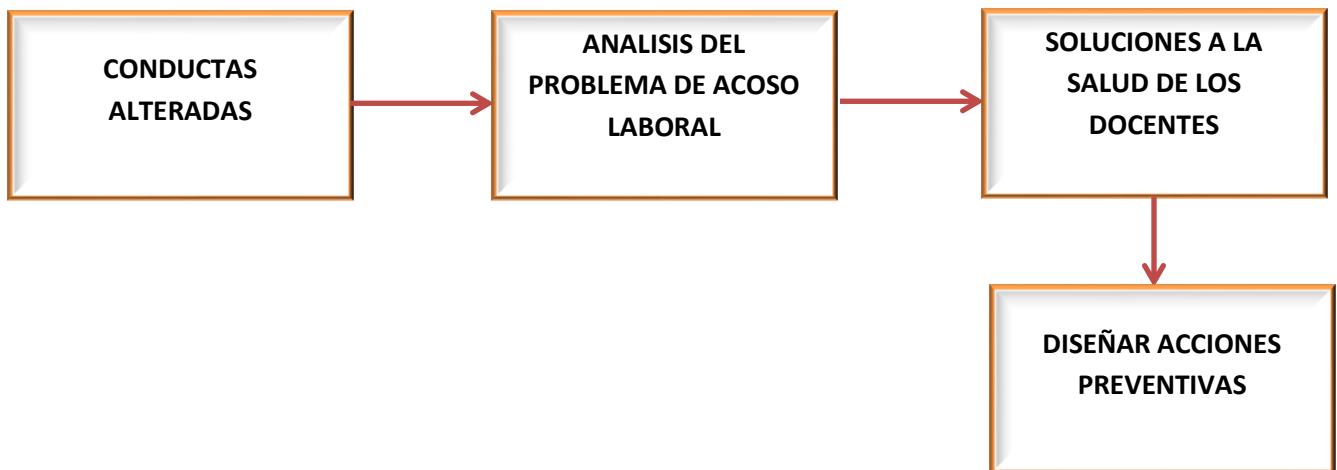 CONDUCTAS
ALTERADAS
ANALISIS DEL
PROBLEMA DE ACOSO
LABORAL
SOLUCIONES A LA
SALUD DE LOS
DOCENTES
DISEÑAR ACCIONES
PREVENTIVAS